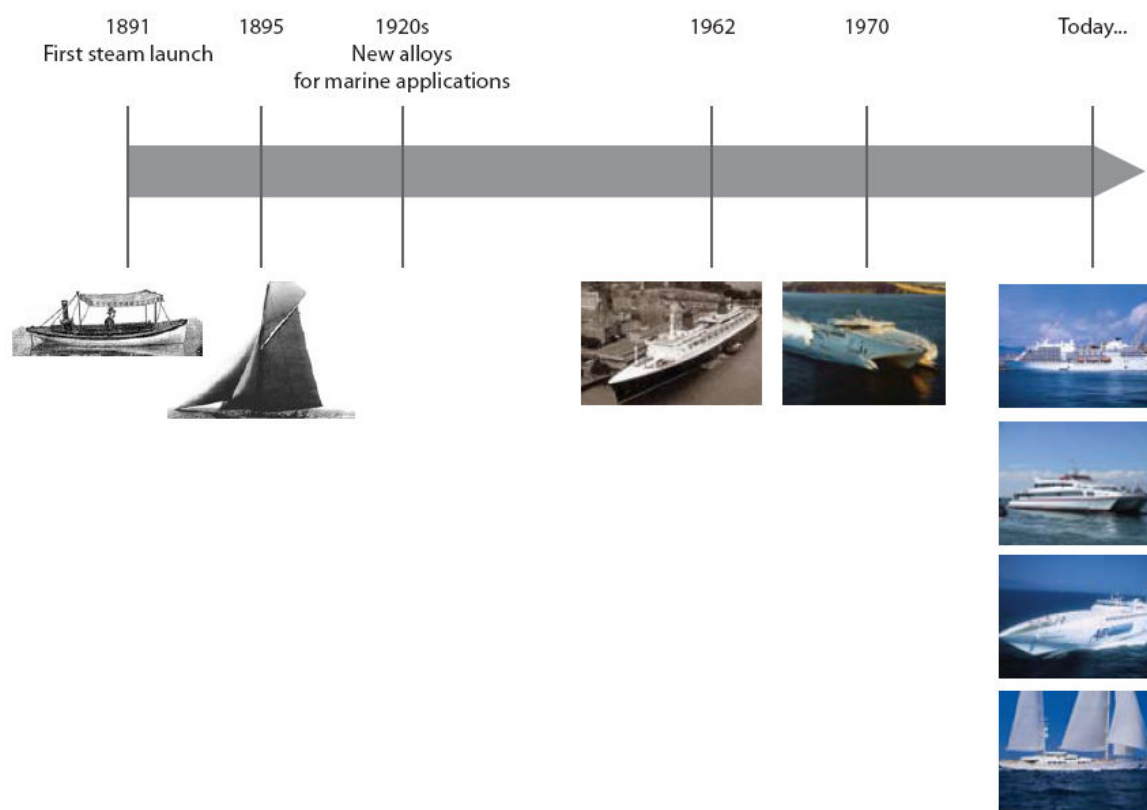 1891
First steam launch
1895
1920s
New alloys
for marine applications
1962
1970
Today...